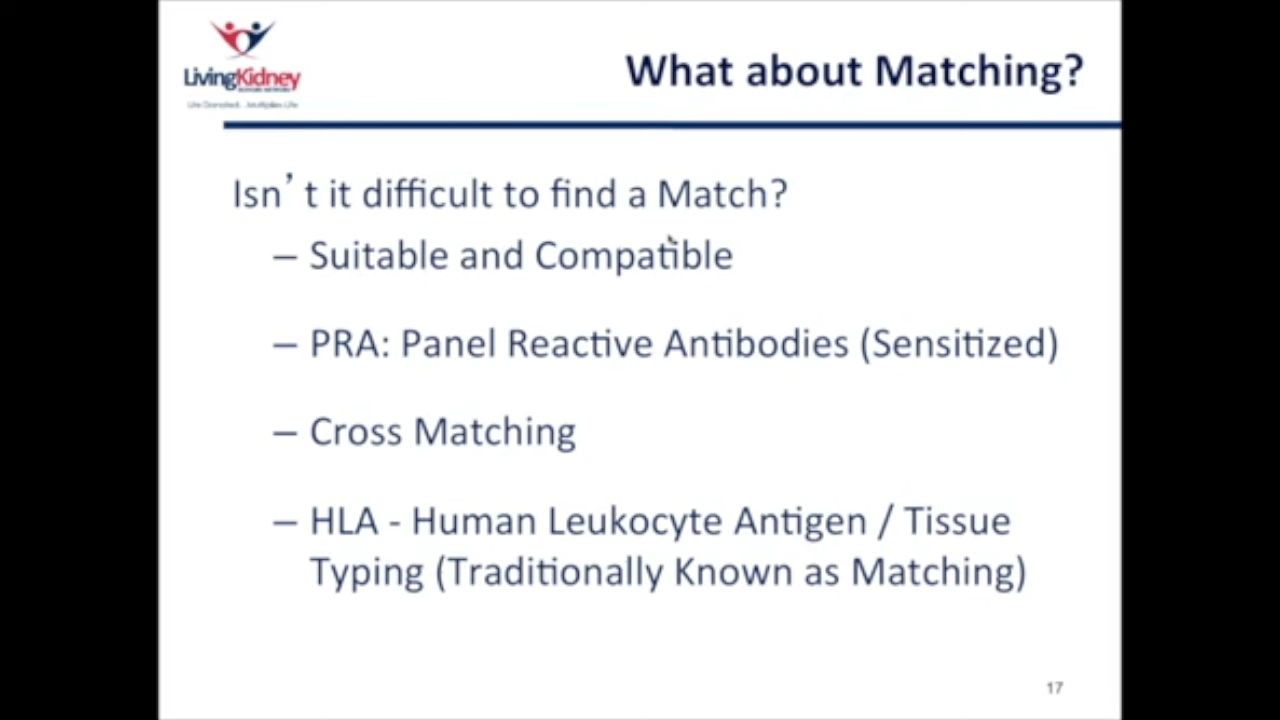 LivingKidney
What about Matching?
Isn’t it difficult to find a Match?
– Suitable and Compatible
– PRA: Panel Reactive Antibodies (Sensitized)
– Cross Matching
– HLA - Human Leukocyte Antigen / Tissue
Typing (Traditionally Known as Matching)
17